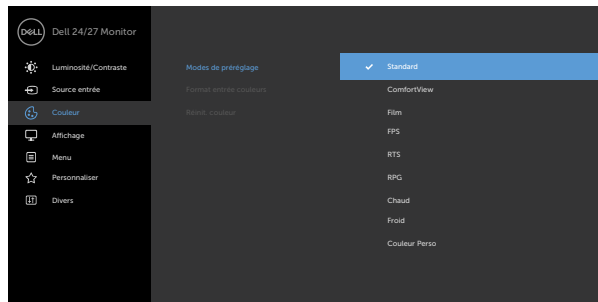 DELL Dell 24/27 Monitor
Luminosité/Contraste
Source entrée
Couleur
Affichage
Menu
Personnaliser
Divers
Modes de préréglage
Format entrée couleurs
Réinit. couleur
Standard
ComfortView
Film
FPS
RTS
RPG
Chaud
Froid
Couleur Perso